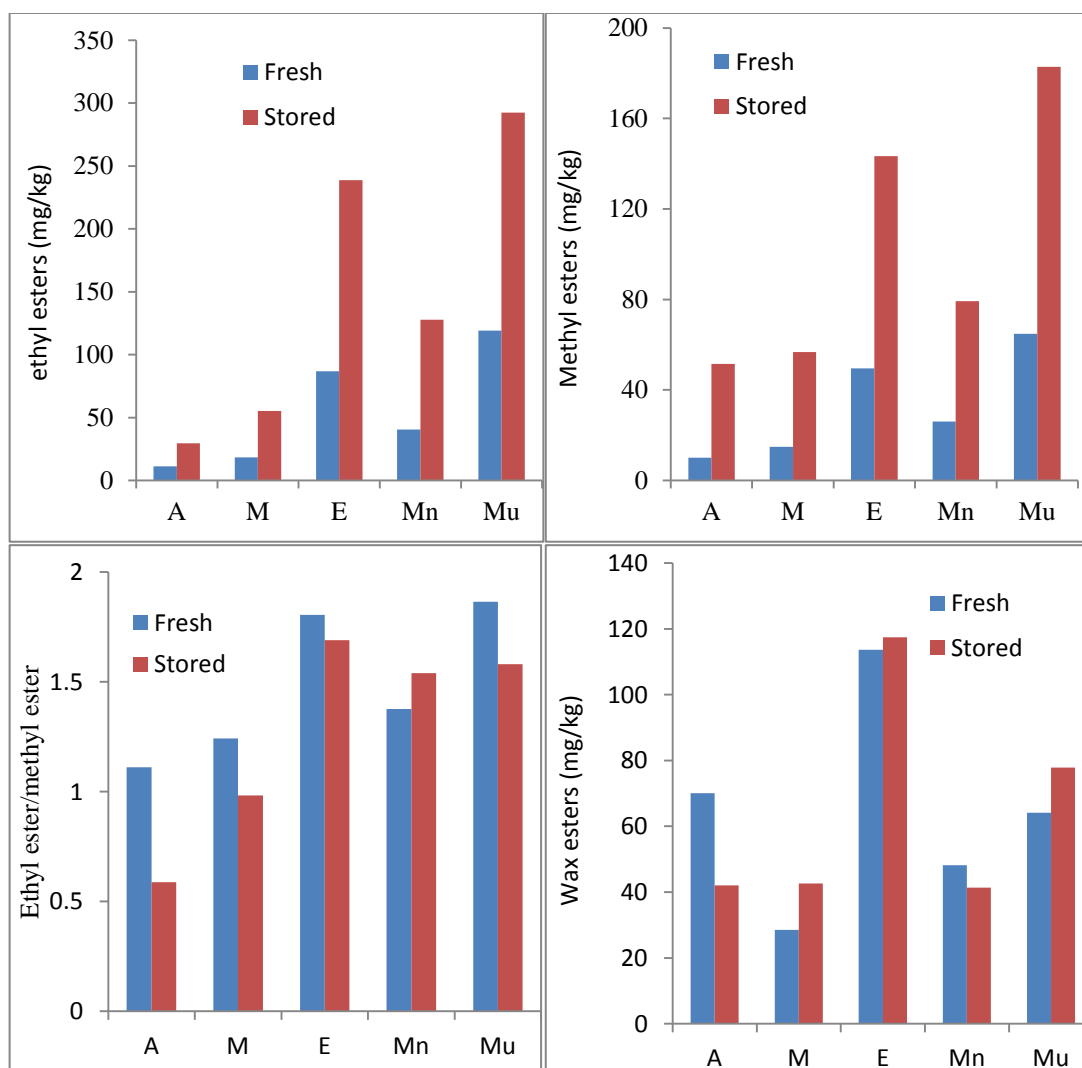 ethyl esters (mg/kg)
350
300
250
200
150
100
50
0
Fresh
Stored
A M E Mn Mu
Methyl esters (mg/kg)
200
160
120
80
40
0
Fresh
Stored
A M E Mn Mu
Ethyl ester/methyl ester
2
1.5
1
0.5
0
Fresh
Stored
A M E Mn Mu
Wax esters (mg/kg)
140
120
100
80
60
40
20
0
Fresh
Stored
A M E Mn Mu